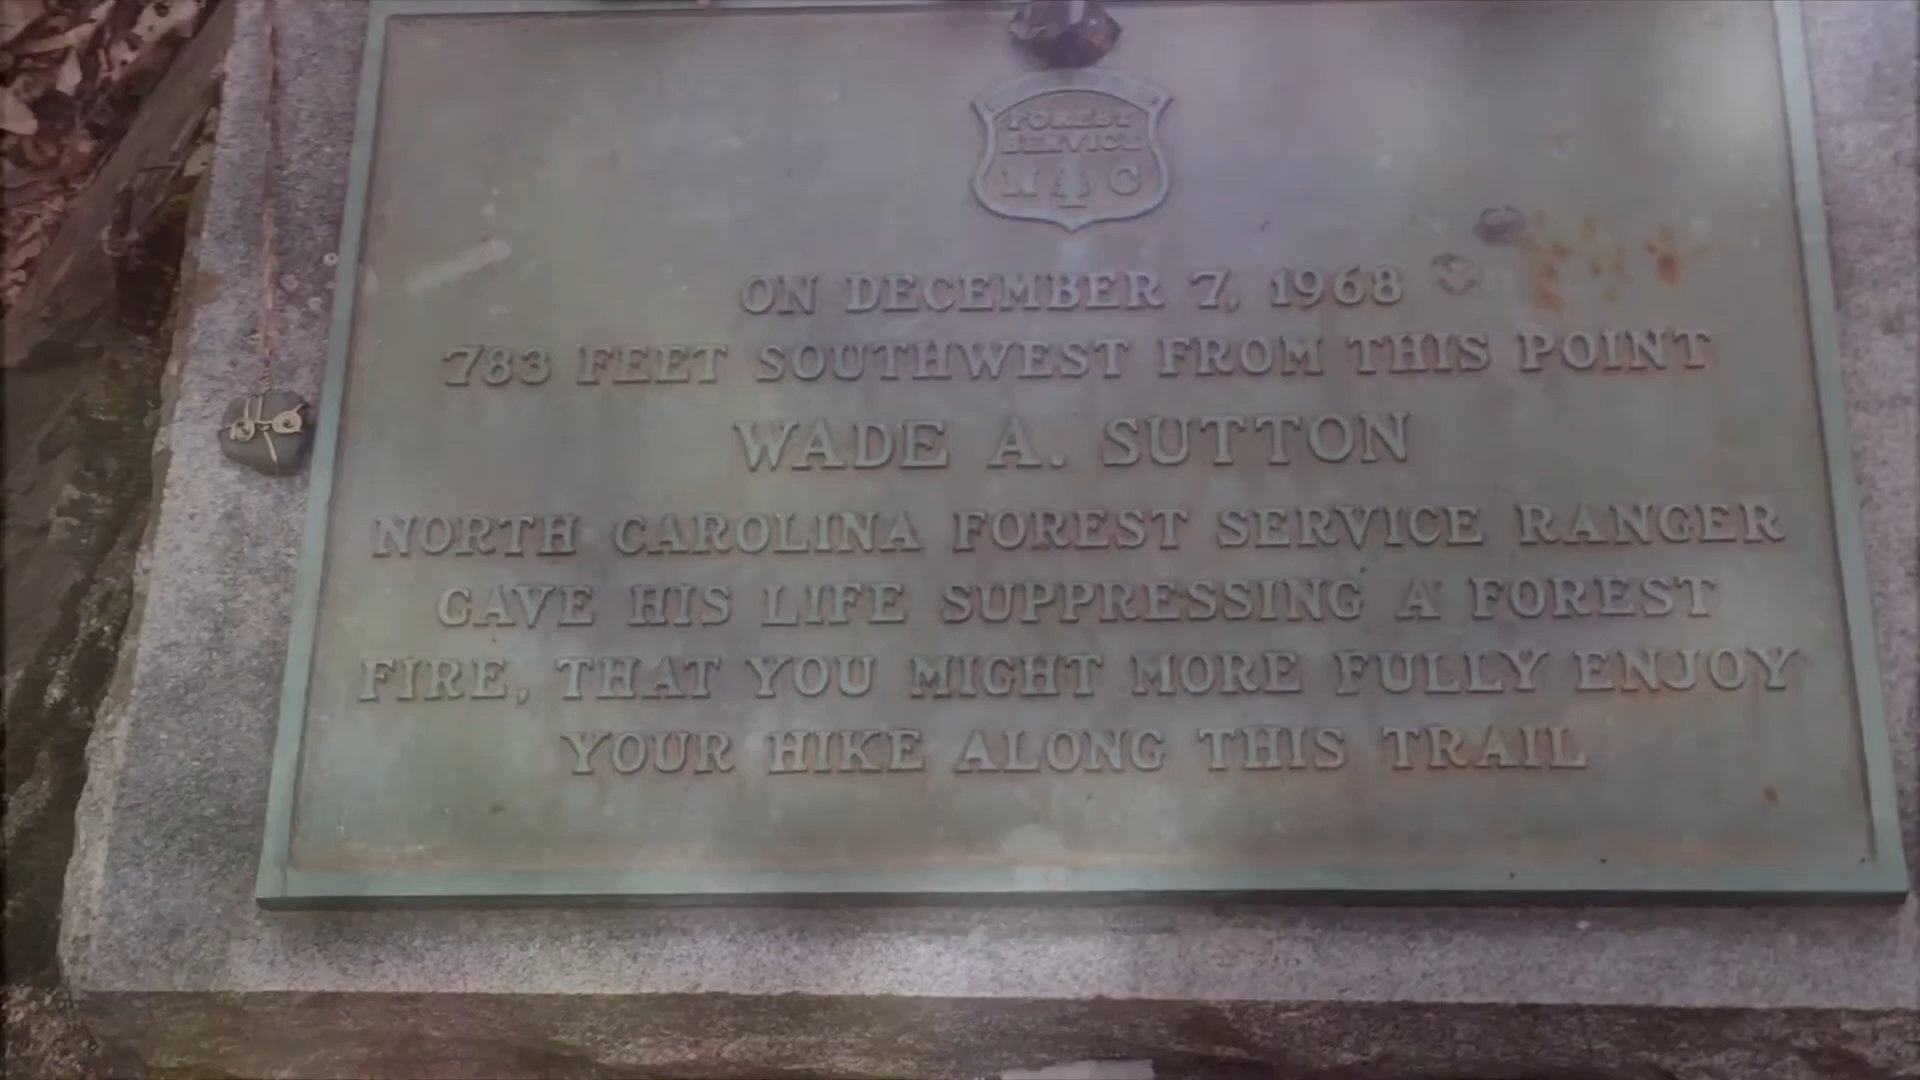 FOREST
SERVICE
N C
ON DECEMBER 7, 1968
783 FEET SOUTHWEST FROM THIS POINT
WADE A. SUTTON
NORTH CAROLINA FOREST SERVICE RANGER
GAVE HIS LIFE SUPPRESSING A FOREST
FIRE, THAT YOU MIGHT MORE FULLY ENJOY
YOUR HIKE ALONG THIS TRAIL